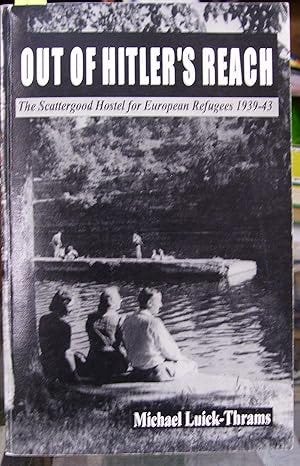 OUT OF HITLER'S REACH
The Scattergood Hostel for European Refugees 1939-43
Michael Luick-Thrams